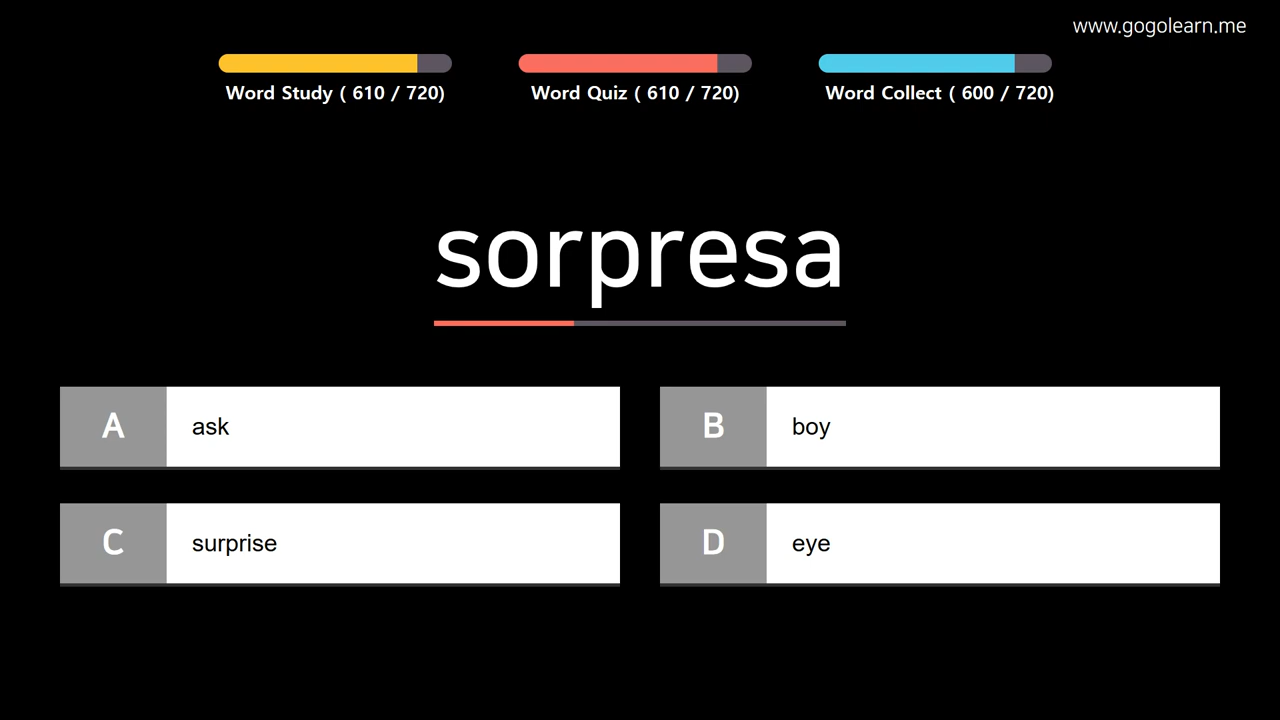 www.gogolearn.me
Word Study ( 610 / 720)
Word Quiz ( 610 / 720)
Word Collect ( 600 / 720)
sorpresa
A
ask
B
boy
C
surprise
D
eye